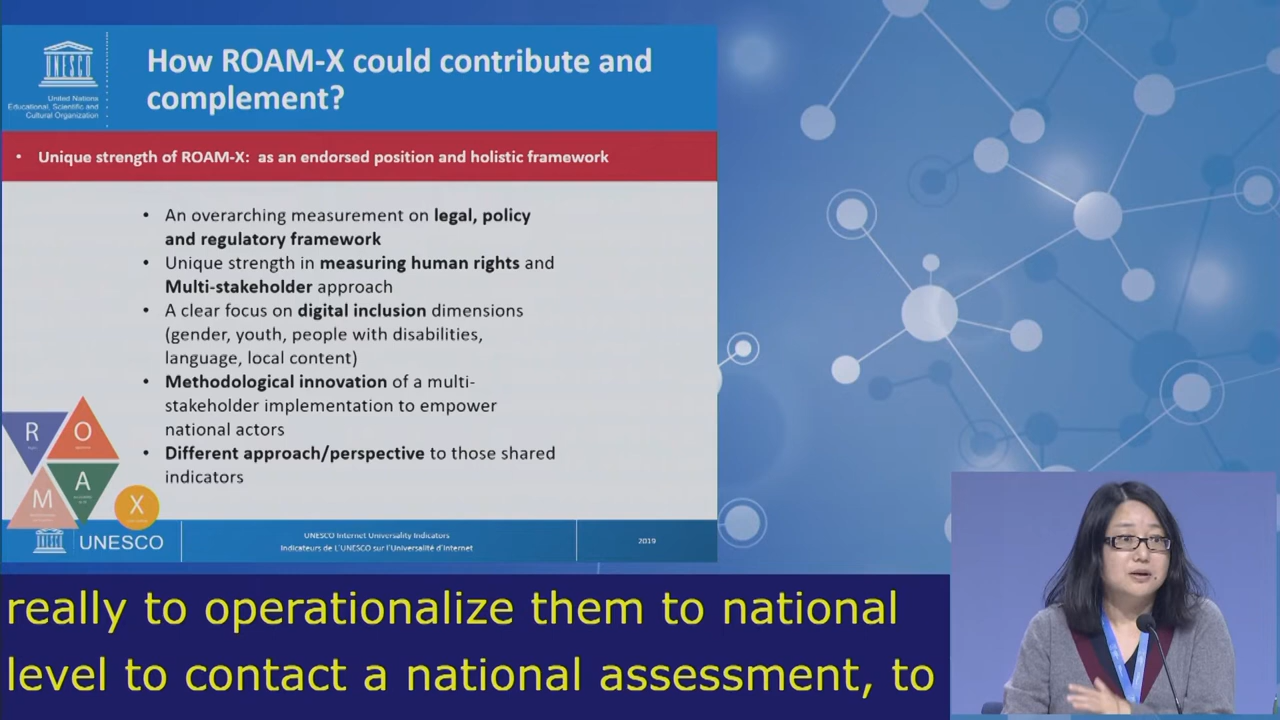 UNESCO
United Nations
Educational, Scientific and
Cultural Organization
How ROAM-X could contribute and
complement?
• Unique strength of ROAM-X: as an endorsed position and holistic framework
• An overarching measurement on legal, policy
and regulatory framework
• Unique strength in measuring human rights and
Multi-stakeholder approach
• A clear focus on digital inclusion dimensions
(gender, youth, people with disabilities,
language, local content)
• Methodological innovation of a multi-
stakeholder implementation to empower
national actors
• Different approach/perspective to those shared
indicators
R O
M A X
UNESCO
UNESCO Internet Universality Indicators
Indicateurs de L'UNESCO sur l'Universalité d'Internet
2019
really to operationalize them to national
level to contact a national assessment, to